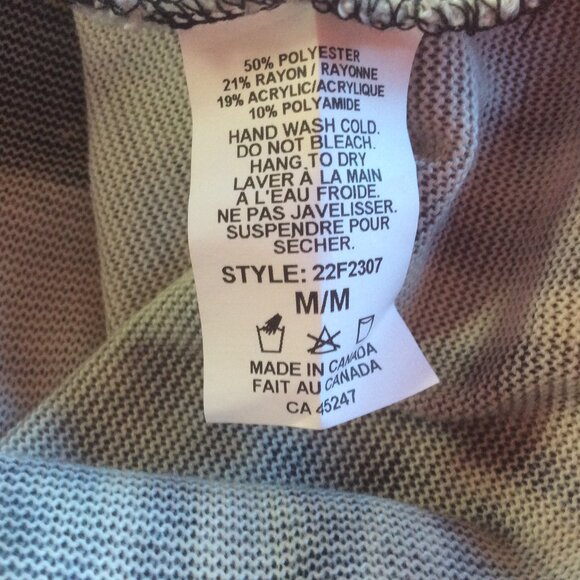 50% POLYESTER
21% RAYON / RAYONNE
19% ACRYLIC/ACRYLIQUE
10% POLYAMIDE
HAND WASH COLD.
DO NOT BLEACH.
HANG TO DRY
LAVER À LA MAIN
À L'EAU FROIDE.
NE PAS JAVELISSER.
SUSPENDRE POUR
SÉCHER.
STYLE: 22F2307
M/M
MADE IN CANADA
FAIT AU CANADA
CA 45247